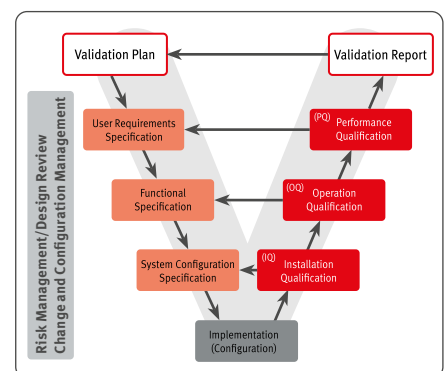 Validation Plan
Validation Report
Risk Management/Design Review
Change and Configuration Management
User Requirements
Specification
(PQ) Performance
Qualification
Functional
Specification
(OQ) Operation
Qualification
System Configuration
Specification
(IQ) Installation
Qualification
Implementation
(Configuration)